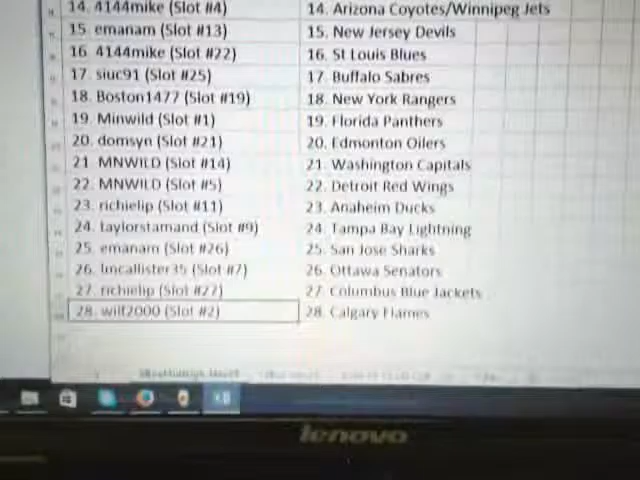 14. 4144mike (Slot #4) 14. Arizona Coyotes/Winnipeg Jets
15. emanam (Slot #13) 15. New Jersey Devils
16. 4144mike (Slot #22) 16. St Louis Blues
17. siuc91 (Slot #25) 17. Buffalo Sabres
18. Boston1477 (Slot #19) 18. New York Rangers
19. Minwild (Slot #1) 19. Florida Panthers
20. domsyn (Slot #21) 20. Edmonton Oilers
21. MNWILD (Slot #14) 21. Washington Capitals
22. MNWILD (Slot #5) 22. Detroit Red Wings
23. richielip (Slot #11) 23. Anaheim Ducks
24. taylorstamand (Slot #9) 24. Tampa Bay Lightning
25. emanam (Slot #26) 25. San Jose Sharks
26. lmcallister35 (Slot #7) 26. Ottawa Senators
27. richielip (Slot #27) 27. Columbus Blue Jackets
28. wilf2000 (Slot #2) 28. Calgary Flames
lenovo